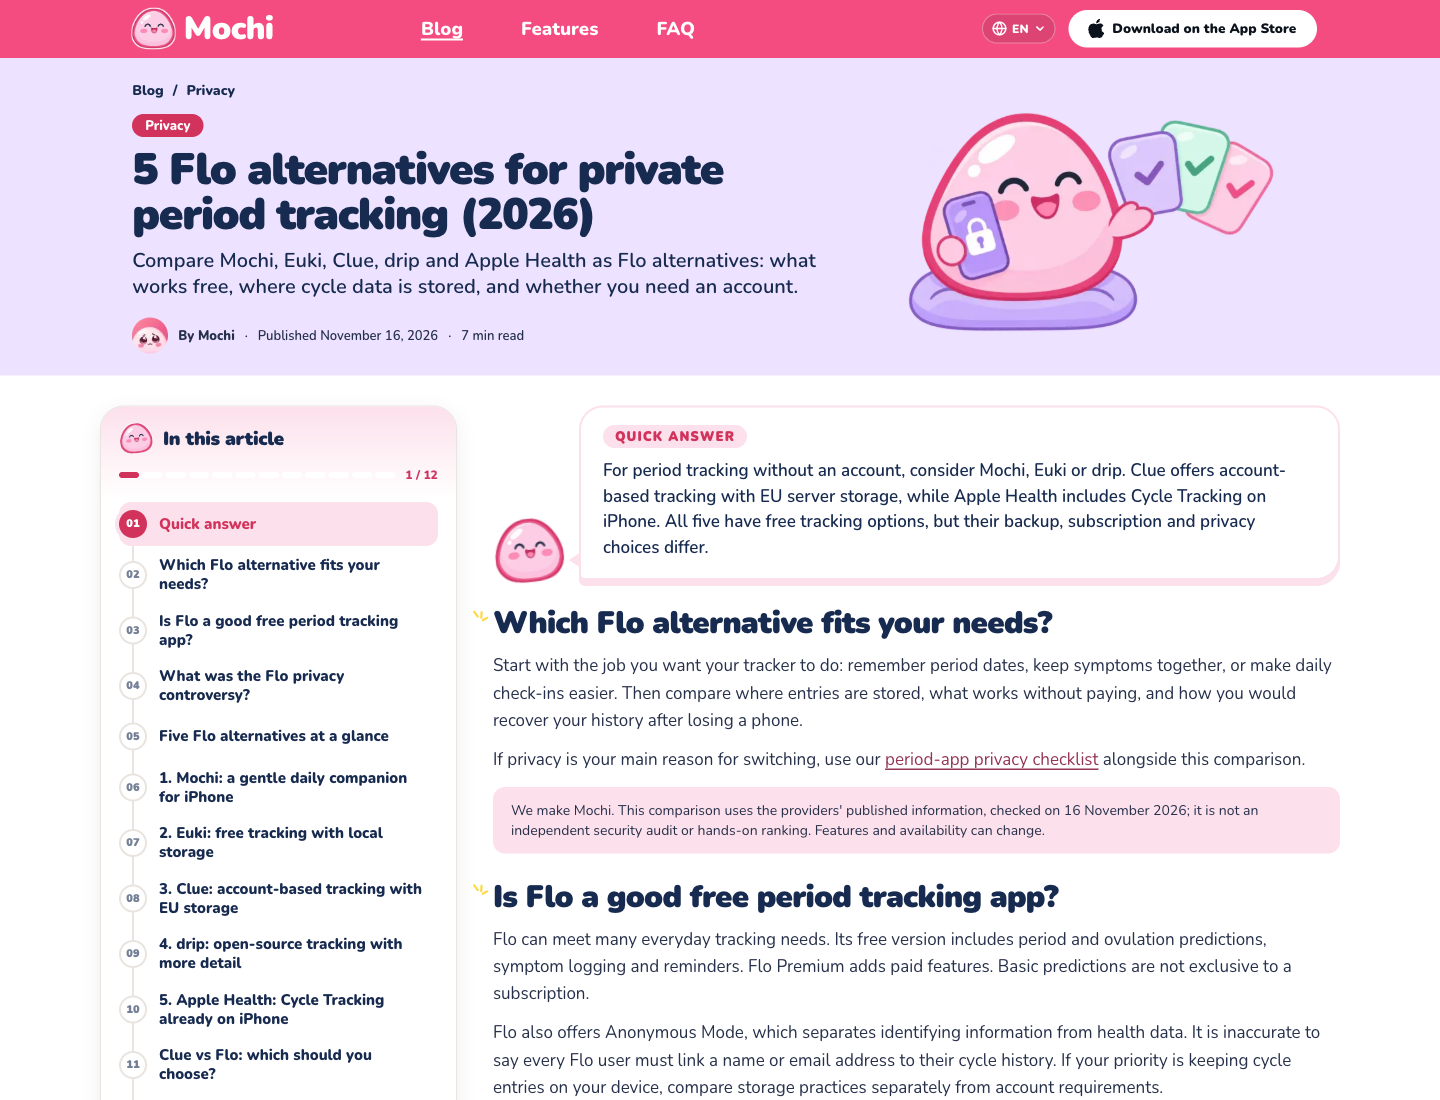 Mochi
Blog
Features
FAQ
EN
Download on the App Store
Blog / Privacy
Privacy
5 Flo alternatives for private
period tracking (2026)
Compare Mochi, Euki, Clue, drip and Apple Health as Flo alternatives: what
works free, where cycle data is stored, and whether you need an account.
By Mochi · Published November 16, 2026 · 7 min read
In this article
1 / 12
01 Quick answer
02 Which Flo alternative fits your
needs?
03 Is Flo a good free period tracking
app?
04 What was the Flo privacy
controversy?
05 Five Flo alternatives at a glance
06 1. Mochi: a gentle daily companion
for iPhone
07 2. Euki: free tracking with local
storage
08 3. Clue: account-based tracking with
EU storage
09 4. drip: open-source tracking with
more detail
10 5. Apple Health: Cycle Tracking
already on iPhone
11 Clue vs Flo: which should you
choose?
QUICK ANSWER
For period tracking without an account, consider Mochi, Euki or drip. Clue offers account-
based tracking with EU server storage, while Apple Health includes Cycle Tracking on
iPhone. All five have free tracking options, but their backup, subscription and privacy
choices differ.
Which Flo alternative fits your needs?
Start with the job you want your tracker to do: remember period dates, keep symptoms together, or make daily
check-ins easier. Then compare where entries are stored, what works without paying, and how you would
recover your history after losing a phone.
If privacy is your main reason for switching, use our period-app privacy checklist alongside this comparison.
We make Mochi. This comparison uses the providers' published information, checked on 16 November 2026; it is not an
independent security audit or hands-on ranking. Features and availability can change.
Is Flo a good free period tracking app?
Flo can meet many everyday tracking needs. Its free version includes period and ovulation predictions,
symptom logging and reminders. Flo Premium adds paid features. Basic predictions are not exclusive to a
subscription.
Flo also offers Anonymous Mode, which separates identifying information from health data. It is inaccurate to
say every Flo user must link a name or email address to their cycle history. If your priority is keeping cycle
entries on your device, compare storage practices separately from account requirements.